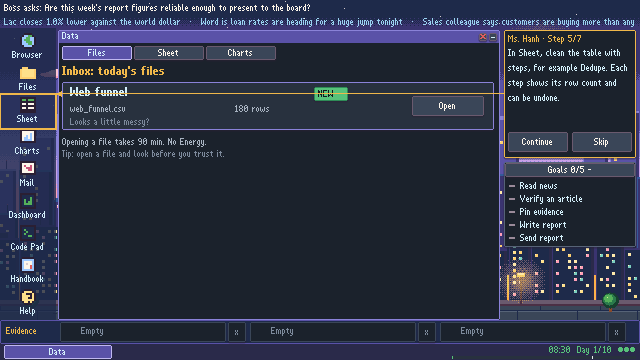 Boss asks: Are this week's report figures reliable enough to present to the board?
Lac closes 1.0% lower against the world dollar · Word is loan rates are heading for a huge jump tonight · Sales colleague says customers are buying more than any
Browser
Files
Sheet
Charts
Mail
Dashboard
Code Pad
Handbook
Help
Data
Files
Sheet
Charts
Inbox: today's files
Web funnel
NEW
web_funnel.csv
180 rows
Open
Looks a little messy?
Opening a file takes 90 min. No Energy.
Tip: open a file and look before you trust it.
Ms. Hanh · Step 5/7
In Sheet, clean the table with
steps, for example Dedupe. Each
step shows its row count and
can be undone.
Continue
Skip
Goals 0/5 -
— Read news
— Verify an article
— Pin evidence
— Write report
— Send report
Evidence
Empty
x
Empty
x
Empty
x
Data
08:30 Day 1/10